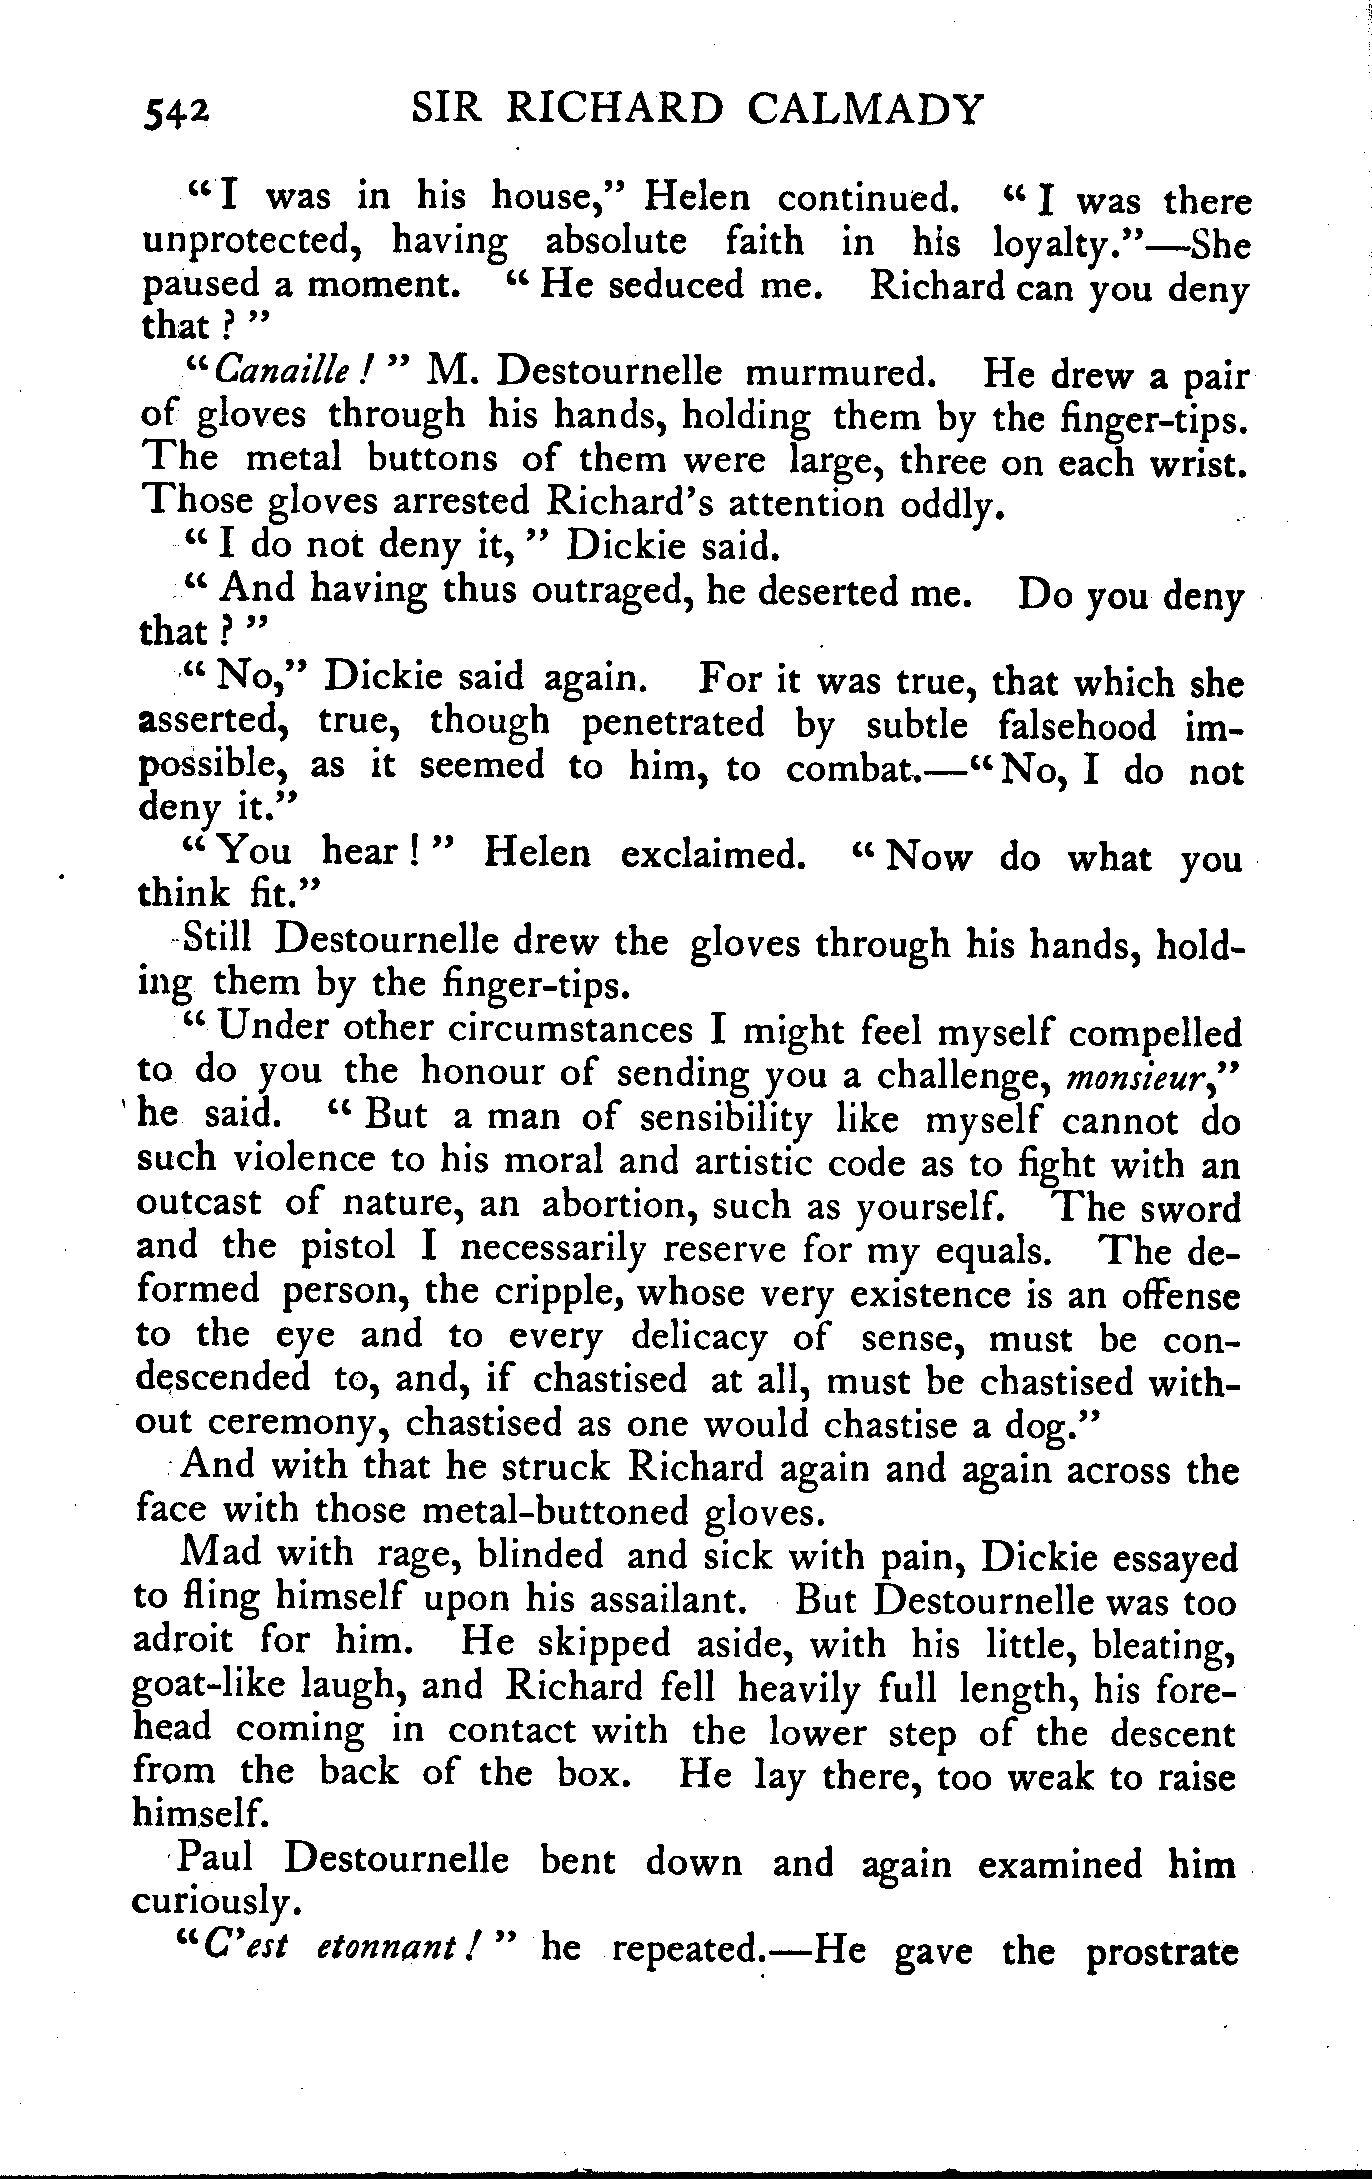 542 SIR RICHARD CALMADY
"I was in his house," Helen continued. "I was there
unprotected, having absolute faith in his loyalty."—She
paused a moment. "He seduced me. Richard can you deny
that?"
"Canaille!" M. Destournelle murmured. He drew a pair
of gloves through his hands, holding them by the finger-tips.
The metal buttons of them were large, three on each wrist.
Those gloves arrested Richard's attention oddly.
"I do not deny it," Dickie said.
"And having thus outraged, he deserted me. Do you deny
that?"
"No," Dickie said again. For it was true, that which she
asserted, true, though penetrated by subtle falsehood im-
possible, as it seemed to him, to combat.—"No, I do not
deny it."
"You hear!" Helen exclaimed. "Now do what you
think fit."
Still Destournelle drew the gloves through his hands, hold-
ing them by the finger-tips.
"Under other circumstances I might feel myself compelled
to do you the honour of sending you a challenge, monsieur,"
he said. "But a man of sensibility like myself cannot do
such violence to his moral and artistic code as to fight with an
outcast of nature, an abortion, such as yourself. The sword
and the pistol I necessarily reserve for my equals. The de-
formed person, the cripple, whose very existence is an offense
to the eye and to every delicacy of sense, must be con-
descended to, and, if chastised at all, must be chastised with-
out ceremony, chastised as one would chastise a dog."
And with that he struck Richard again and again across the
face with those metal-buttoned gloves.
Mad with rage, blinded and sick with pain, Dickie essayed
to fling himself upon his assailant. But Destournelle was too
adroit for him. He skipped aside, with his little, bleating,
goat-like laugh, and Richard fell heavily full length, his fore-
head coming in contact with the lower step of the descent
from the back of the box. He lay there, too weak to raise
himself.
Paul Destournelle bent down and again examined him
curiously.
"C'est etonnant!" he repeated.—He gave the prostrate